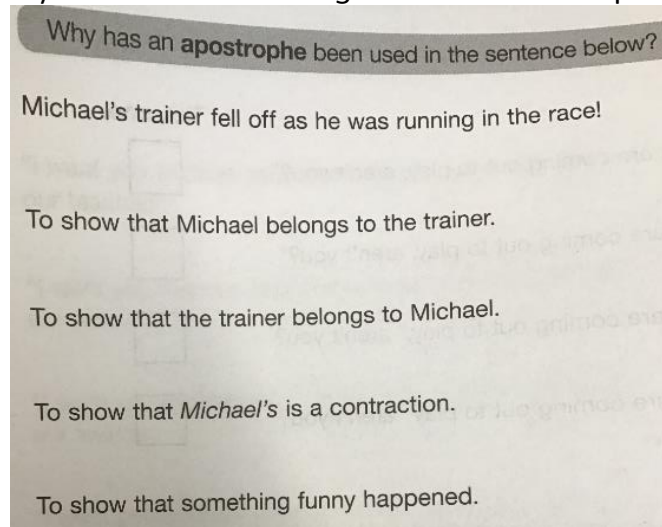 Why has an apostrophe been used in the sentence below?
Michael's trainer fell off as he was running in the race!
To show that Michael belongs to the trainer.
To show that the trainer belongs to Michael.
To show that Michael's is a contraction.
To show that something funny happened.